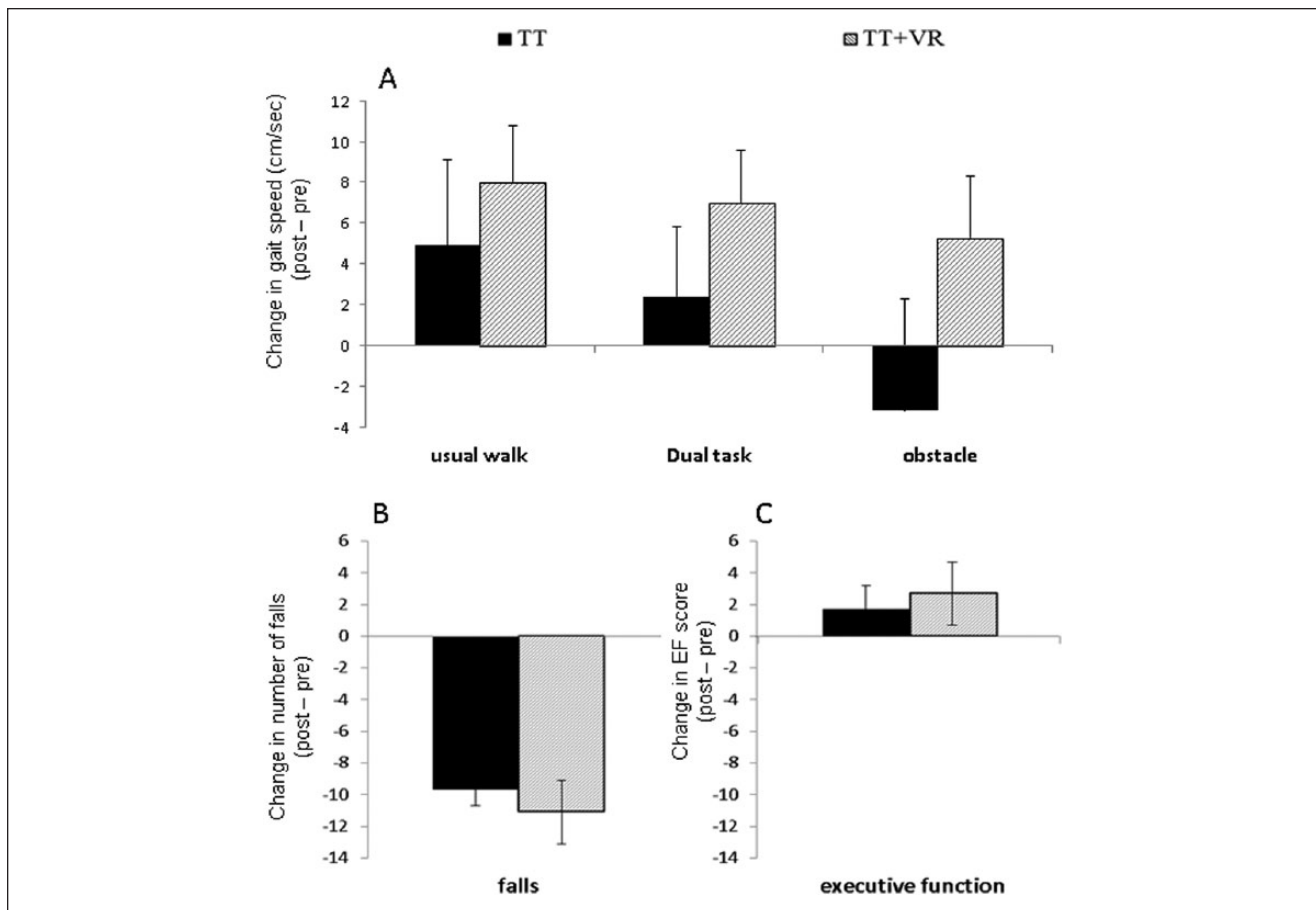 TT TT+VR
A
Change in gait speed (cm/sec)
(post – pre)
12
10
8
6
4
2
0
-2
-4
usual walk Dual task obstacle
B
Change in number of falls
(post – pre)
6
4
2
0
-2
-4
-6
-8
-10
-12
-14
falls
C
Change in EF score
(post – pre)
6
4
2
0
-2
-4
-6
-8
-10
-12
-14
executive function